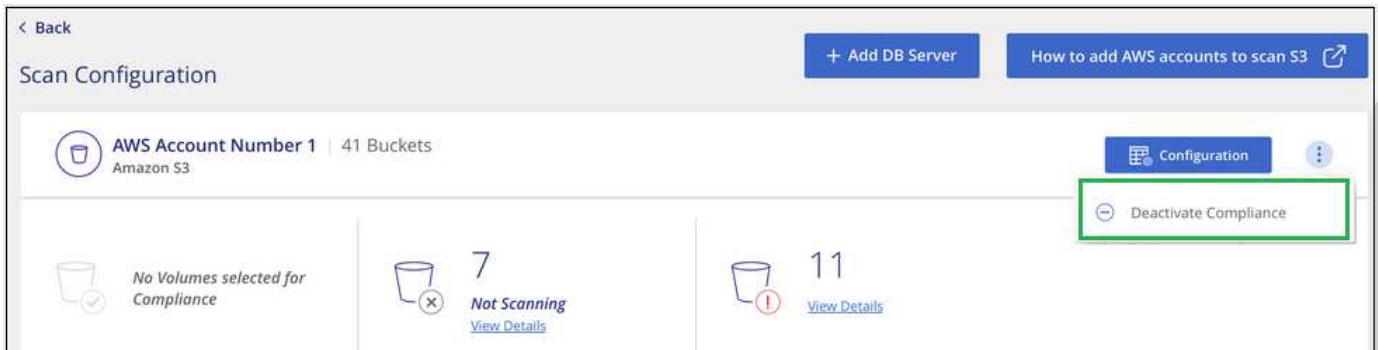 < Back
+ Add DB Server
How to add AWS accounts to scan S3
Scan Configuration
AWS Account Number 1 | 41 Buckets
Amazon S3
Configuration
Deactivate Compliance
No Volumes selected for
Compliance
7
Not Scanning
View Details
11
View Details